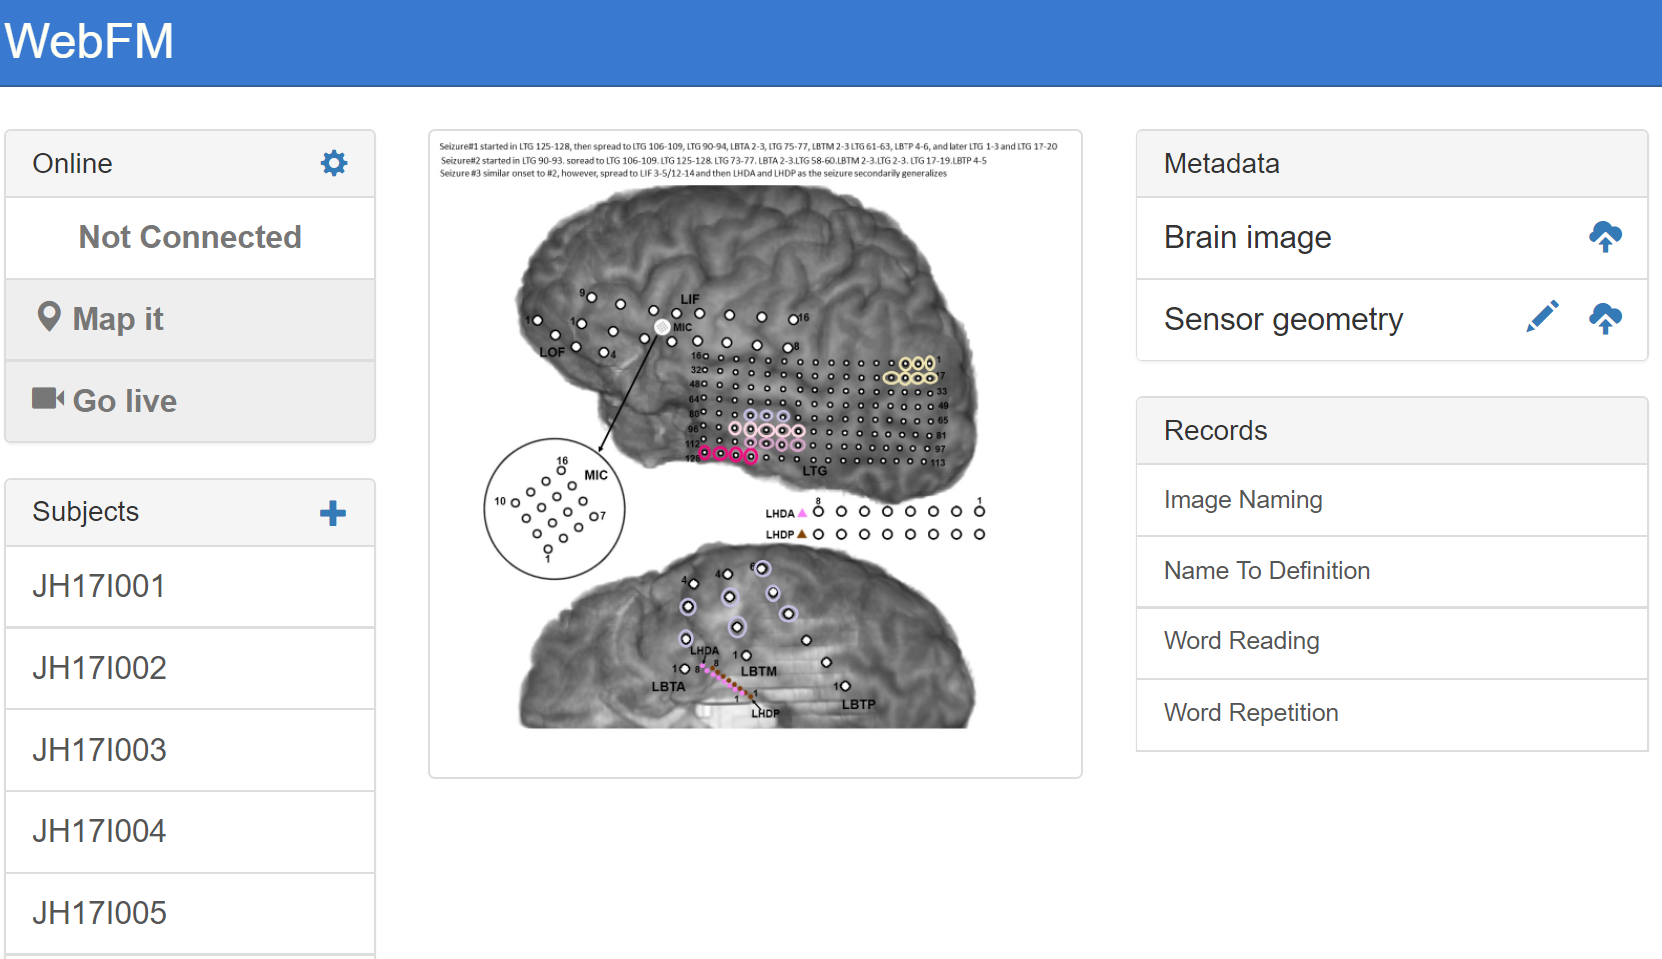 WebFM
Online
Not Connected
Map it
Go live
Subjects
JH17I001
JH17I002
JH17I003
JH17I004
JH17I005
Seizure#1 started in LTG 125-128, then spread to LTG 106-109, LTG 90-94, LBTA 2-3, LTG 75-77, LBTM 2-3 LTG 61-63, LBTP 4-6, and later LTG 1-3 and LTG 17-20
Seizure#2 started in LTG 90-93. spread to LTG 106-109. LTG 125-128. LTG 73-77. LBTA 2-3.LTG 58-60.LBTM 2-3.LTG 2-3. LTG 17-19.LBTP 4-5
Seizure #3 similar onset to #2, however, spread to LIF 3-5/12-14 and then LHDA and LHDP as the seizure secondarily generalizes
9
LIF
1
1
16
MIC
LOF
4
8
16
1
32
17
48
33
64
49
80
65
96
81
112
97
128
113
LTG
16
MIC
10
7
1
8
1
LHDA
LHDP
4
4
6
LHDA
1
8
8
1
LBTM
LBTA
1
1
1
LBTP
LHDP
Metadata
Brain image
Sensor geometry
Records
Image Naming
Name To Definition
Word Reading
Word Repetition